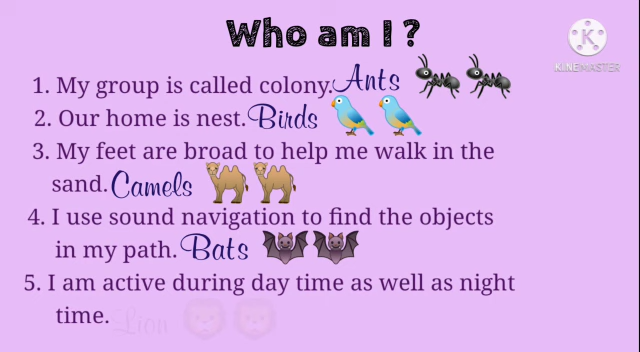 Who am I ?
KINEMASTER
1. My group is called colony. Ants
2. Our home is nest. Birds
3. My feet are broad to help me walk in the
sand. Camels
4. I use sound navigation to find the objects
in my path. Bats
5. I am active during day time as well as night
time. Lion